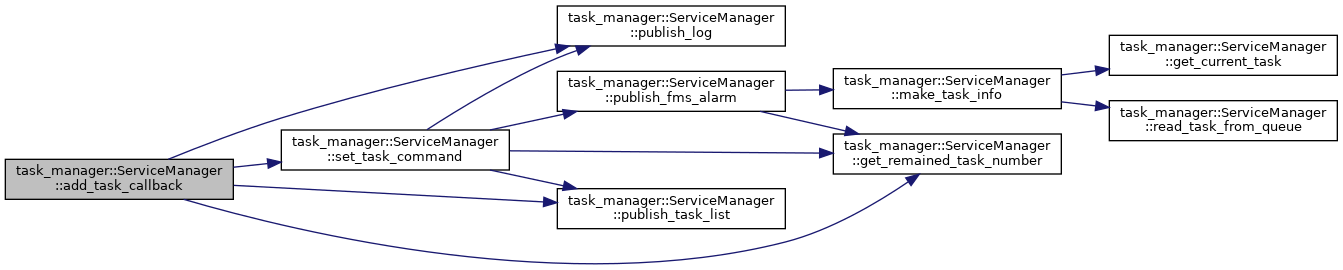 task_manager::ServiceManager
::add_task_callback
task_manager::ServiceManager
::set_task_command
task_manager::ServiceManager
::publish_log
task_manager::ServiceManager
::publish_fms_alarm
task_manager::ServiceManager
::publish_task_list
task_manager::ServiceManager
::make_task_info
task_manager::ServiceManager
::get_remained_task_number
task_manager::ServiceManager
::get_current_task
task_manager::ServiceManager
::read_task_from_queue